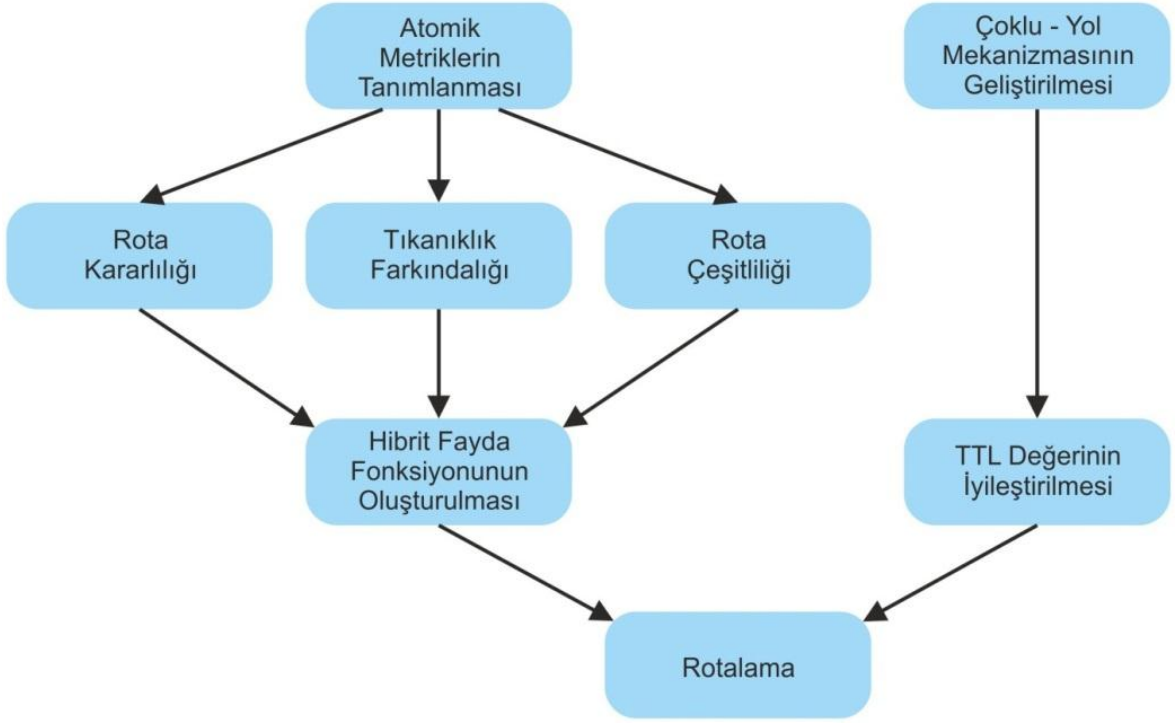 Atomik
Metriklerin
Tanımlanması
Çoklu - Yol
Mekanizmasının
Geliştirilmesi
Rota
Kararlılığı
Tıkanıklık
Farkındalığı
Rota
Çeşitliliği
Hibrit Fayda
Fonksiyonunun
Oluşturulması
TTL Değerinin
İyileştirilmesi
Rotalama